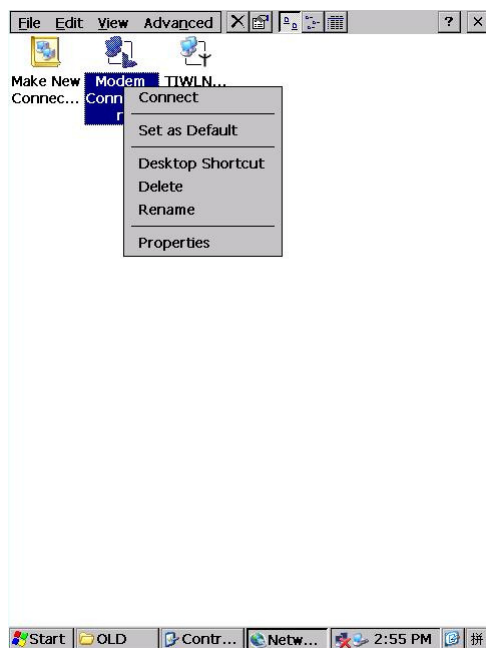 File Edit View Advanced ? ×
Make New
Connec...
Modem
Conn
r
TIWLN...
Connect
Set as Default
Desktop Shortcut
Delete
Rename
Properties
Start OLD Contr... Netw... 2:55 PM 拼